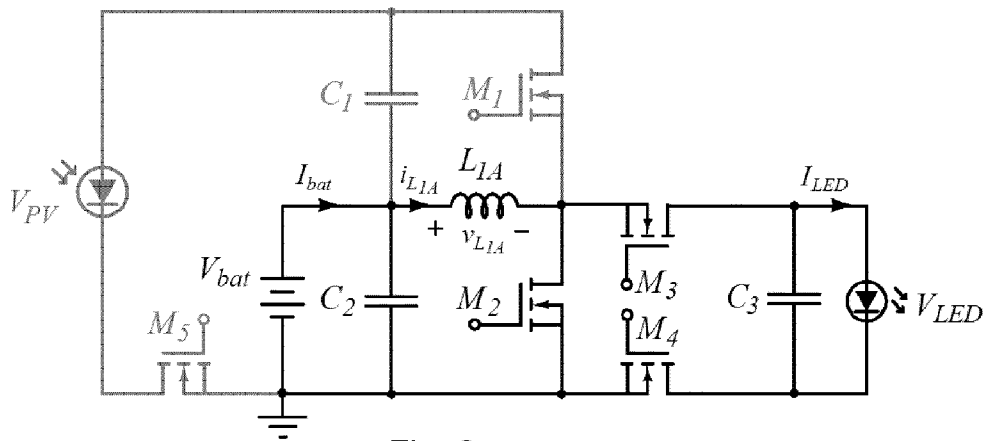 C1
M1
L1A
Ibat
iL1A
ILED
VPV
+ vL1A −
Vbat
C2
M2
M3
C3
M5
M4
VLED